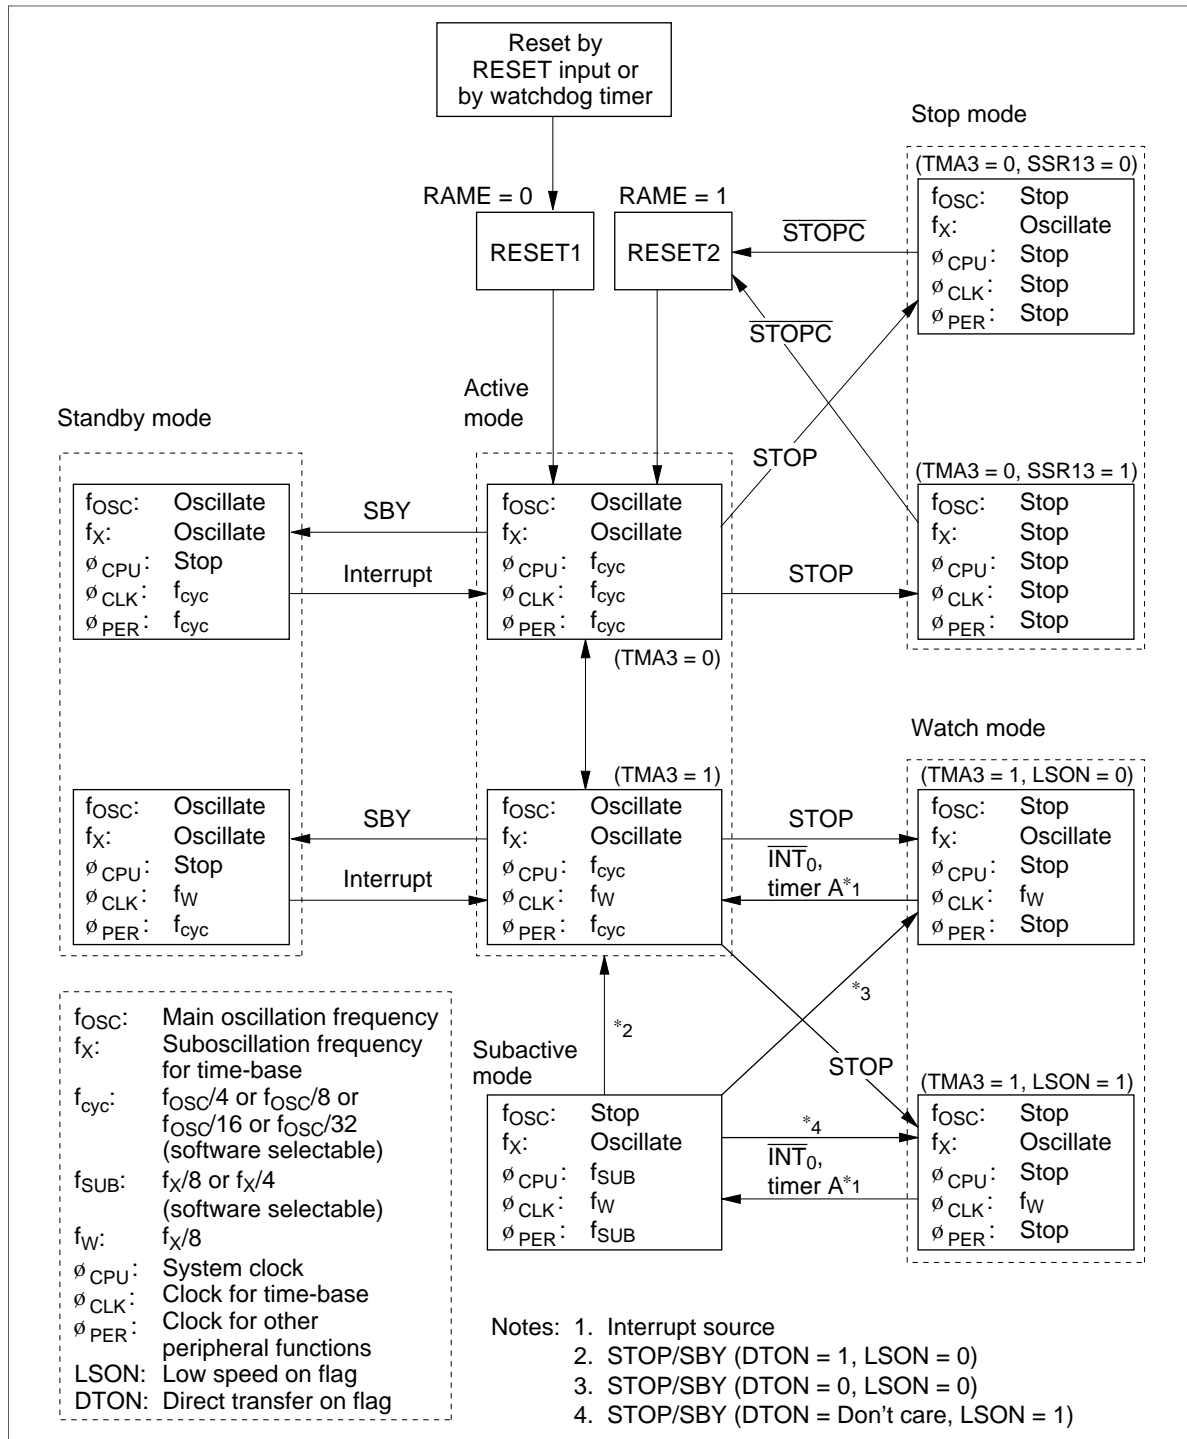 Reset by
RESET input or
by watchdog timer
Stop mode
(TMA3 = 0, SSR13 = 0)
RAME = 0
RAME = 1
RESET1
RESET2
STOPC
fOSC: Stop
fX: Oscillate
øCPU: Stop
øCLK: Stop
øPER: Stop
STOPC
Active
mode
Standby mode
STOP
(TMA3 = 0, SSR13 = 1)
fOSC: Oscillate
fX: Oscillate
øCPU: Stop
øCLK: fcyc
øPER: fcyc
SBY
Interrupt
fOSC: Oscillate
fX: Oscillate
øCPU: fcyc
øCLK: fcyc
øPER: fcyc
STOP
fOSC: Stop
fX: Stop
øCPU: Stop
øCLK: Stop
øPER: Stop
(TMA3 = 0)
Watch mode
(TMA3 = 1)
(TMA3 = 1, LSON = 0)
fOSC: Oscillate
fX: Oscillate
øCPU: Stop
øCLK: fW
øPER: fcyc
SBY
Interrupt
fOSC: Oscillate
fX: Oscillate
øCPU: fcyc
øCLK: fW
øPER: fcyc
STOP
INT0,
timer A*1
fOSC: Stop
fX: Oscillate
øCPU: Stop
øCLK: fW
øPER: Stop
*3
*2
Subactive
mode
STOP
(TMA3 = 1, LSON = 1)
fOSC: Stop
fX: Oscillate
øCPU: fSUB
øCLK: fW
øPER: fSUB
*4
INT0,
timer A*1
fOSC: Stop
fX: Oscillate
øCPU: Stop
øCLK: fW
øPER: Stop
fOSC: Main oscillation frequency
fX: Suboscillation frequency
for time-base
fcyc: fOSC/4 or fOSC/8 or
fOSC/16 or fOSC/32
(software selectable)
fSUB: fX/8 or fX/4
(software selectable)
fW: fX/8
øCPU: System clock
øCLK: Clock for time-base
øPER: Clock for other
peripheral functions
LSON: Low speed on flag
DTON: Direct transfer on flag
Notes: 1. Interrupt source
2. STOP/SBY (DTON = 1, LSON = 0)
3. STOP/SBY (DTON = 0, LSON = 0)
4. STOP/SBY (DTON = Don't care, LSON = 1)